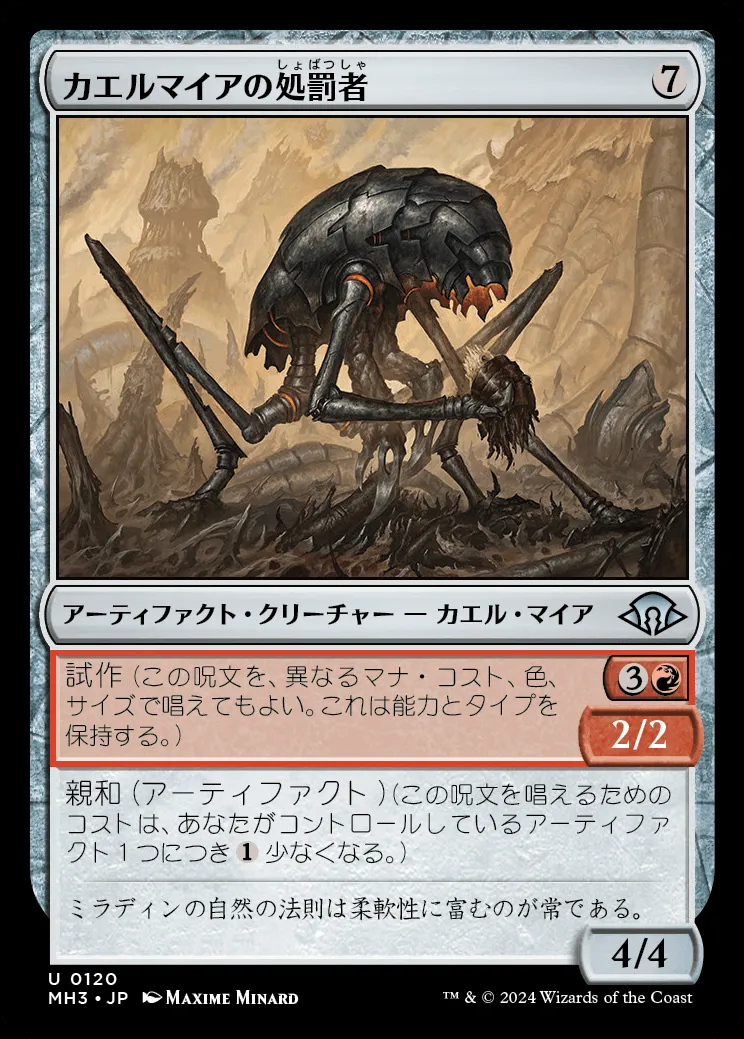 しょばつしゃ
カエルマイアの処罰者 7
アーティファクト・クリーチャー — カエル・マイア
試作(この呪文を、異なるマナ・コスト、色、 3
サイズで唱えてもよい。これは能力とタイプを
保持する。)
2/2
親和(アーティファクト )(この呪文を唱えるための
コストは、あなたがコントロールしているアーティファ
クト1つにつき 1 少なくなる。)
ミラディンの自然の法則は柔軟性に富むのが常である。
4/4
U 0120
MH3 • JP MAXIME MINARD
™ & © 2024 Wizards of the Coast